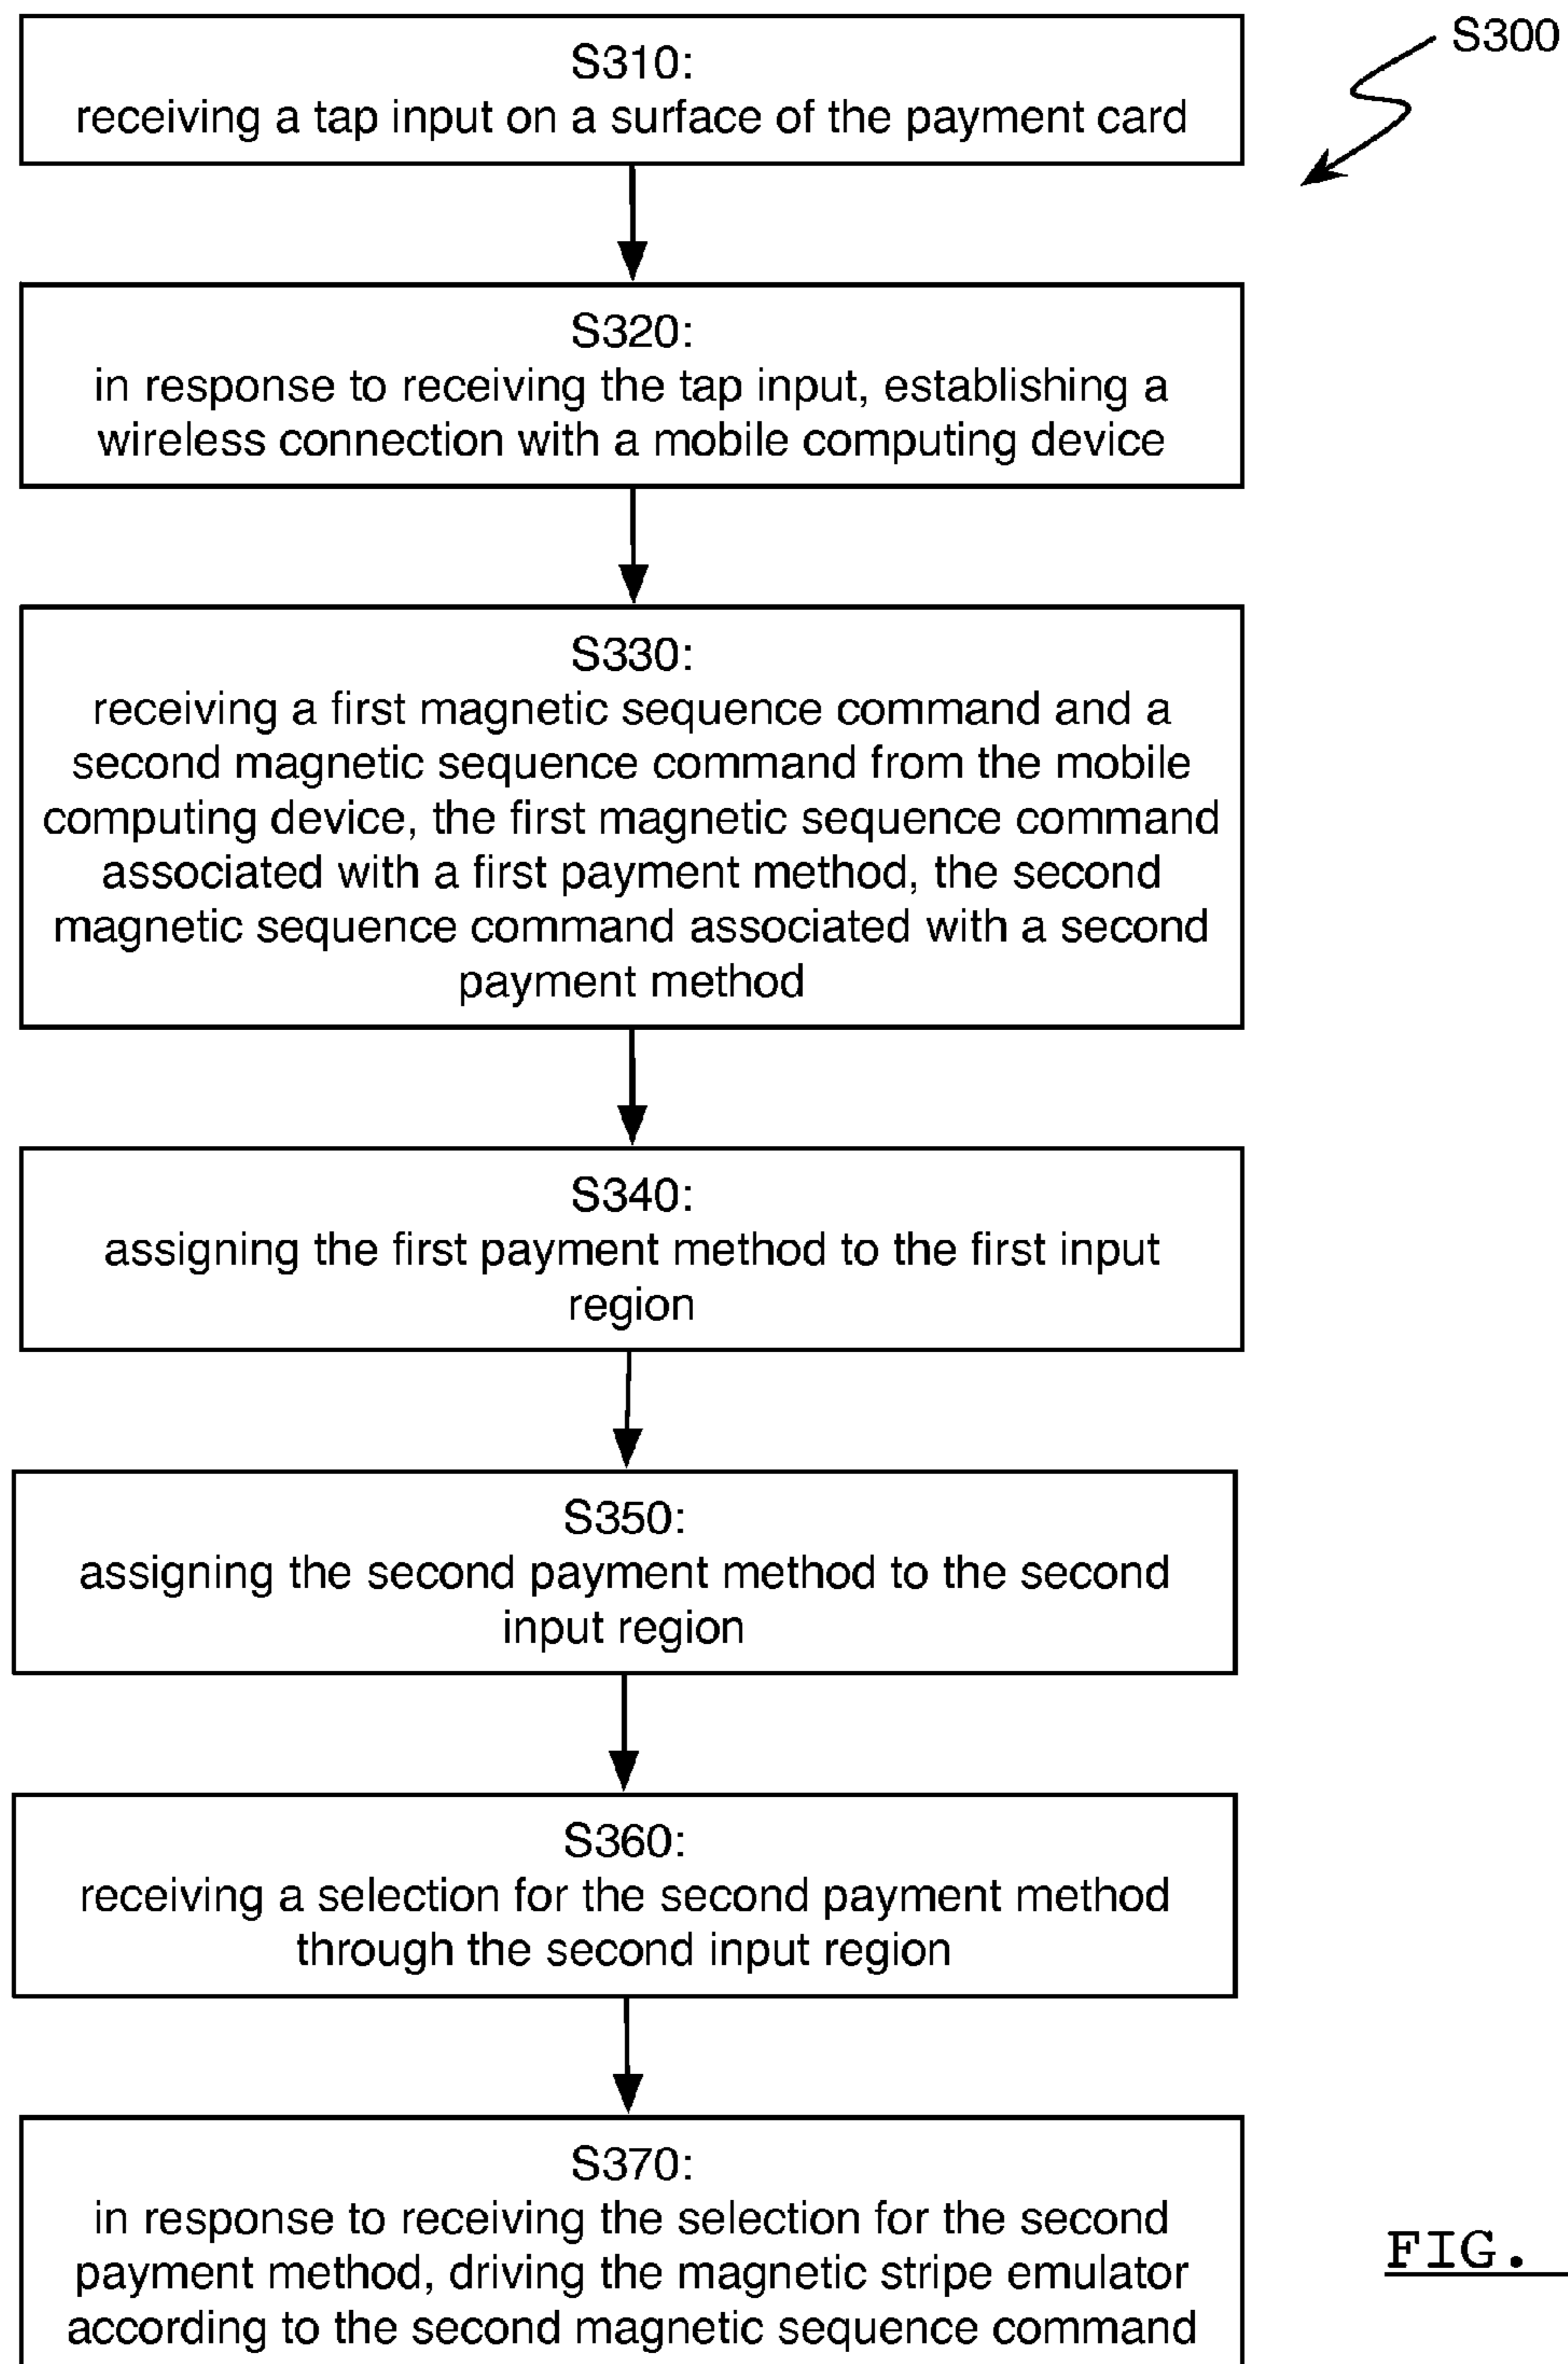 S300
S310:
receiving a tap input on a surface of the payment card
S320:
in response to receiving the tap input, establishing a
wireless connection with a mobile computing device
S330:
receiving a first magnetic sequence command and a
second magnetic sequence command from the mobile
computing device, the first magnetic sequence command
associated with a first payment method, the second
magnetic sequence command associated with a second
payment method
S340:
assigning the first payment method to the first input
region
S350:
assigning the second payment method to the second
input region
S360:
receiving a selection for the second payment method
through the second input region
S370:
in response to receiving the selection for the second
payment method, driving the magnetic stripe emulator
according to the second magnetic sequence command
FIG.